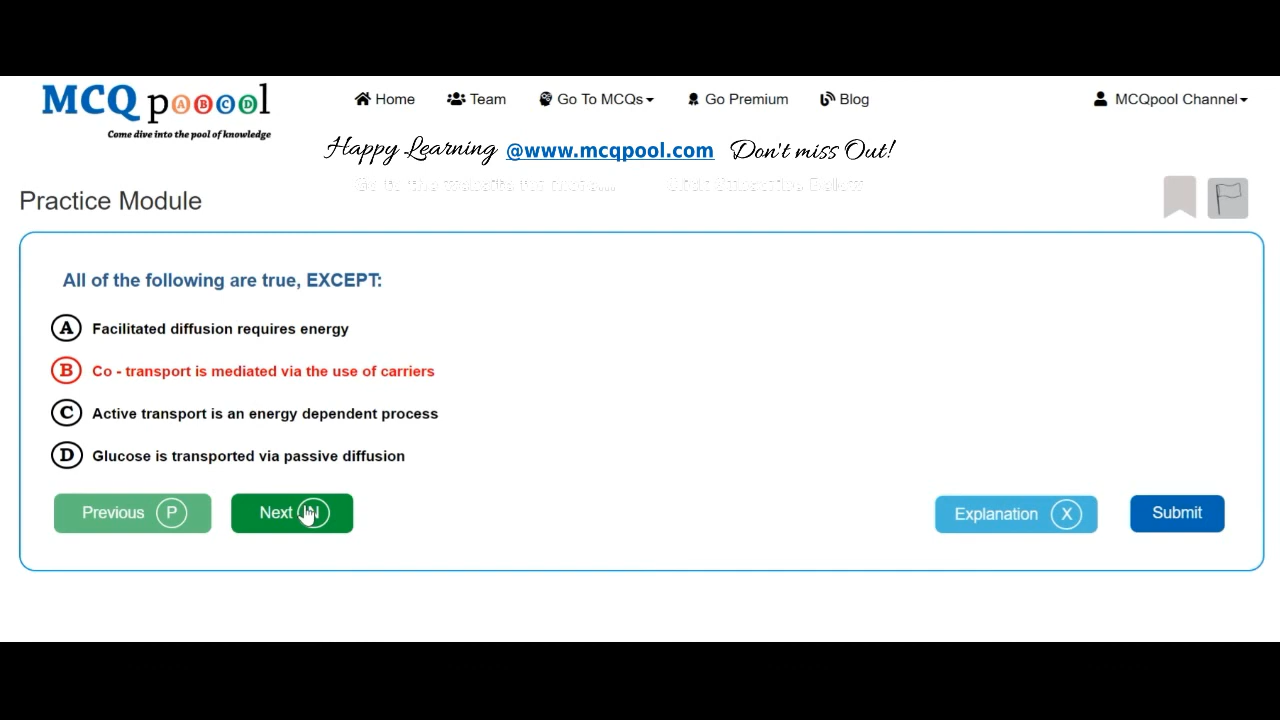 MCQ pooool
Come dive into the pool of knowledge
Home Team Go To MCQs Go Premium Blog MCQpool Channel
Happy Learning @www.mcqpool.com Don't miss Out!
Practice Module
All of the following are true, EXCEPT:
A Facilitated diffusion requires energy
B Co - transport is mediated via the use of carriers
C Active transport is an energy dependent process
D Glucose is transported via passive diffusion
Previous P Next N Explanation X Submit